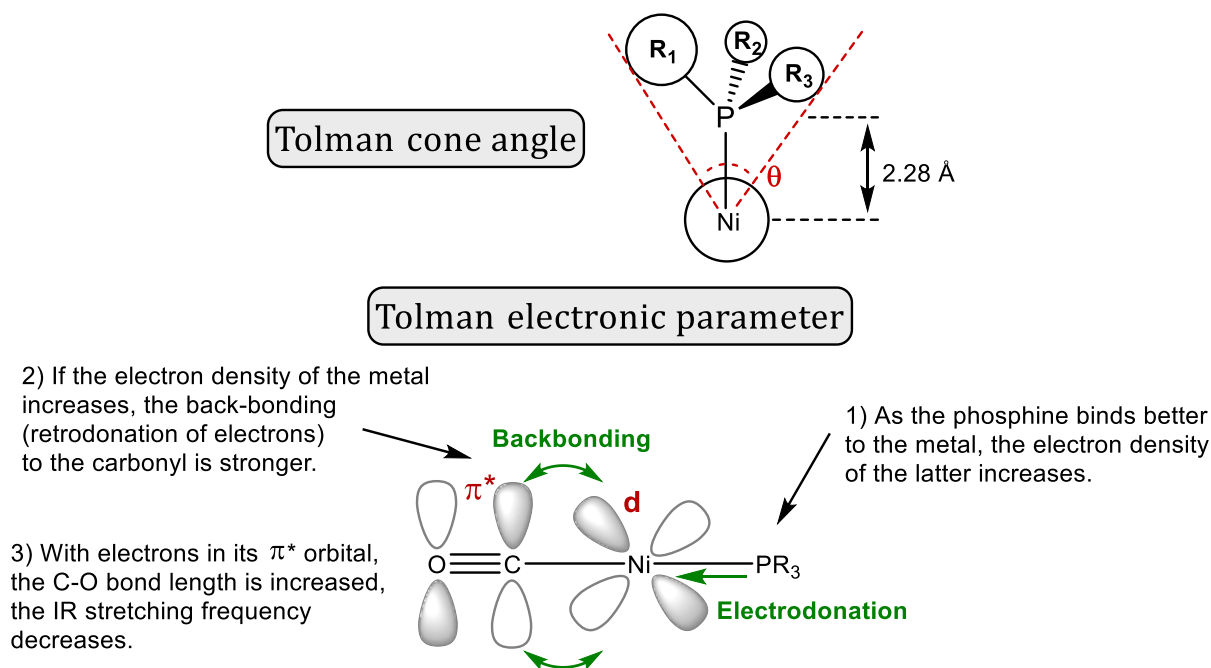 R1
R2
R3
P
Tolman cone angle
θ
2.28 Å
Ni
Tolman electronic parameter
2) If the electron density of the metal
increases, the back-bonding
(retrodonation of electrons)
to the carbonyl is stronger.
1) As the phosphine binds better
to the metal, the electron density
of the latter increases.
Backbonding
π*
d
3) With electrons in its π* orbital,
the C-O bond length is increased,
the IR stretching frequency
decreases.
O
C
Ni
PR3
Electrodonation